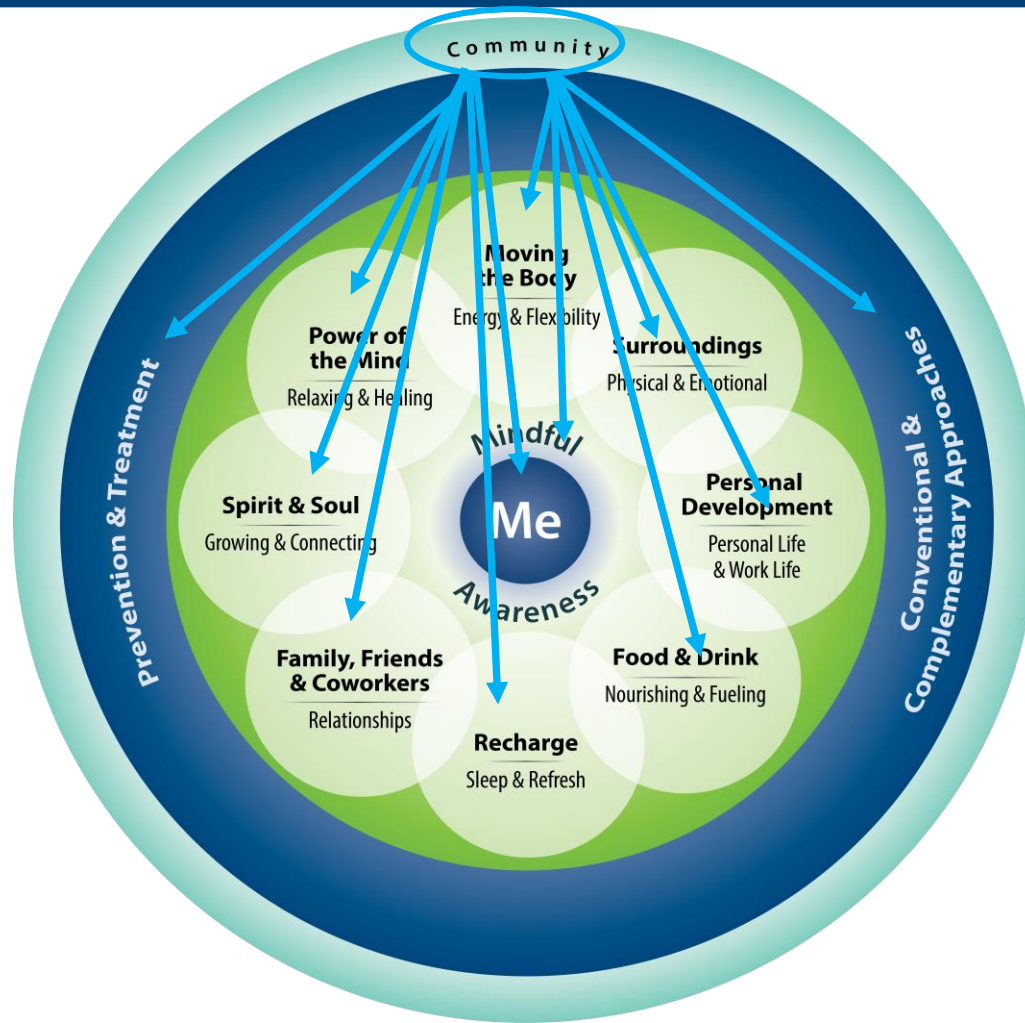 Community
Moving
the Body
Energy & Flexibility
Power of
the Mind
Relaxing & Healing
Surroundings
Physical & Emotional
Prevention & Treatment
Conventional &
Complementary Approaches
Mindful
Me
Awareness
Spirit & Soul
Growing & Connecting
Personal
Development
Personal Life
& Work Life
Family, Friends
& Coworkers
Relationships
Food & Drink
Nourishing & Fueling
Recharge
Sleep & Refresh